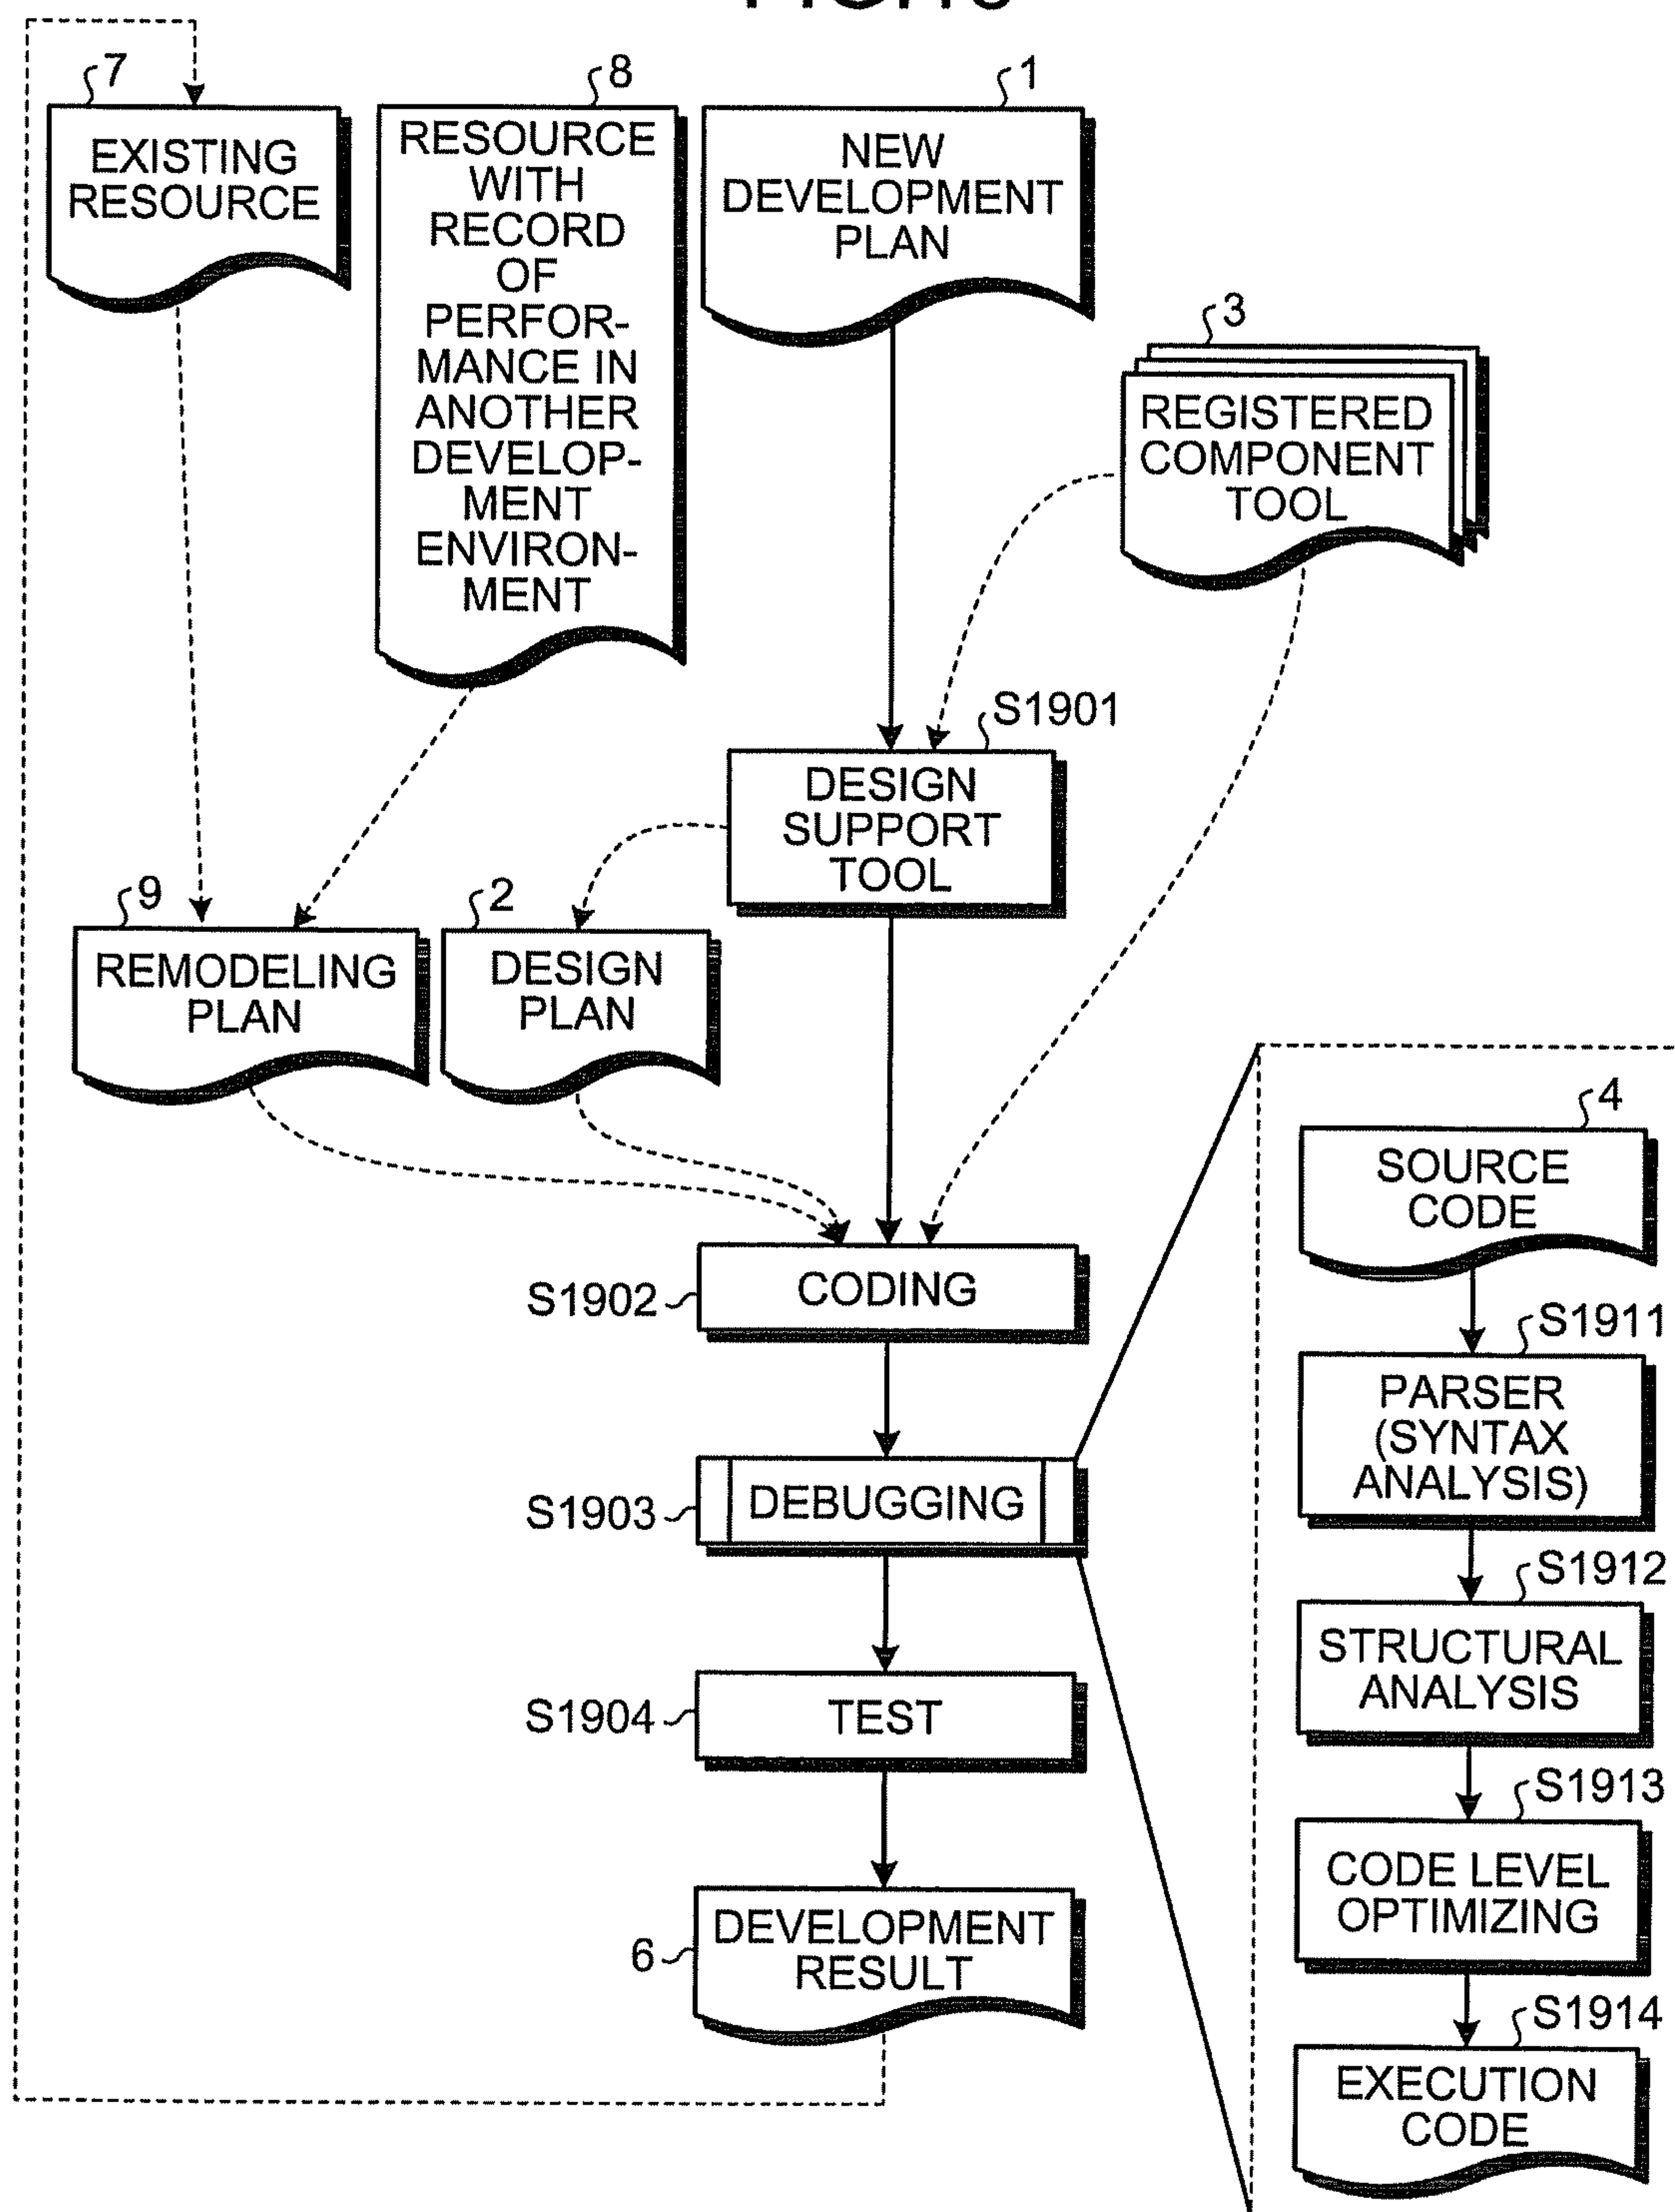 7
8
1
EXISTING
RESOURCE
RESOURCE
WITH
RECORD
OF
PERFOR-
MANCE IN
ANOTHER
DEVELOP-
MENT
ENVIRON-
MENT
NEW
DEVELOPMENT
PLAN
3
REGISTERED
COMPONENT
TOOL
S1901
DESIGN
SUPPORT
TOOL
9
2
REMODELING
PLAN
DESIGN
PLAN
S1902
CODING
S1903
DEBUGGING
S1904
TEST
6
DEVELOPMENT
RESULT
4
SOURCE
CODE
S1911
PARSER
(SYNTAX
ANALYSIS)
S1912
STRUCTURAL
ANALYSIS
S1913
CODE LEVEL
OPTIMIZING
S1914
EXECUTION
CODE